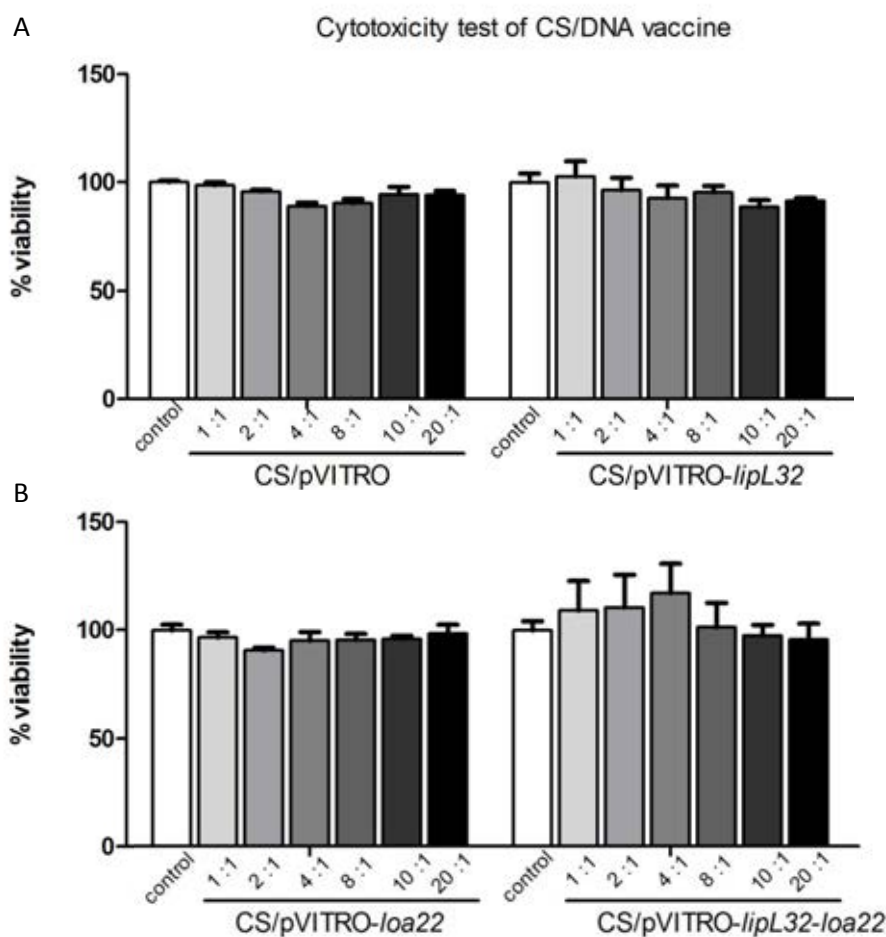 A
Cytotoxicity test of CS/DNA vaccine
150
100
50
0
% viability
control 1:1 2:1 4:1 8:1 10:1 20:1 control 1:1 2:1 4:1 8:1 10:1 20:1
CS/pVITRO CS/pVITRO-lipL32
B
150
100
50
0
% viability
control 1:1 2:1 4:1 8:1 10:1 20:1 control 1:1 2:1 4:1 8:1 10:1 20:1
CS/pVITRO-loa22 CS/pVITRO-lipL32-loa22